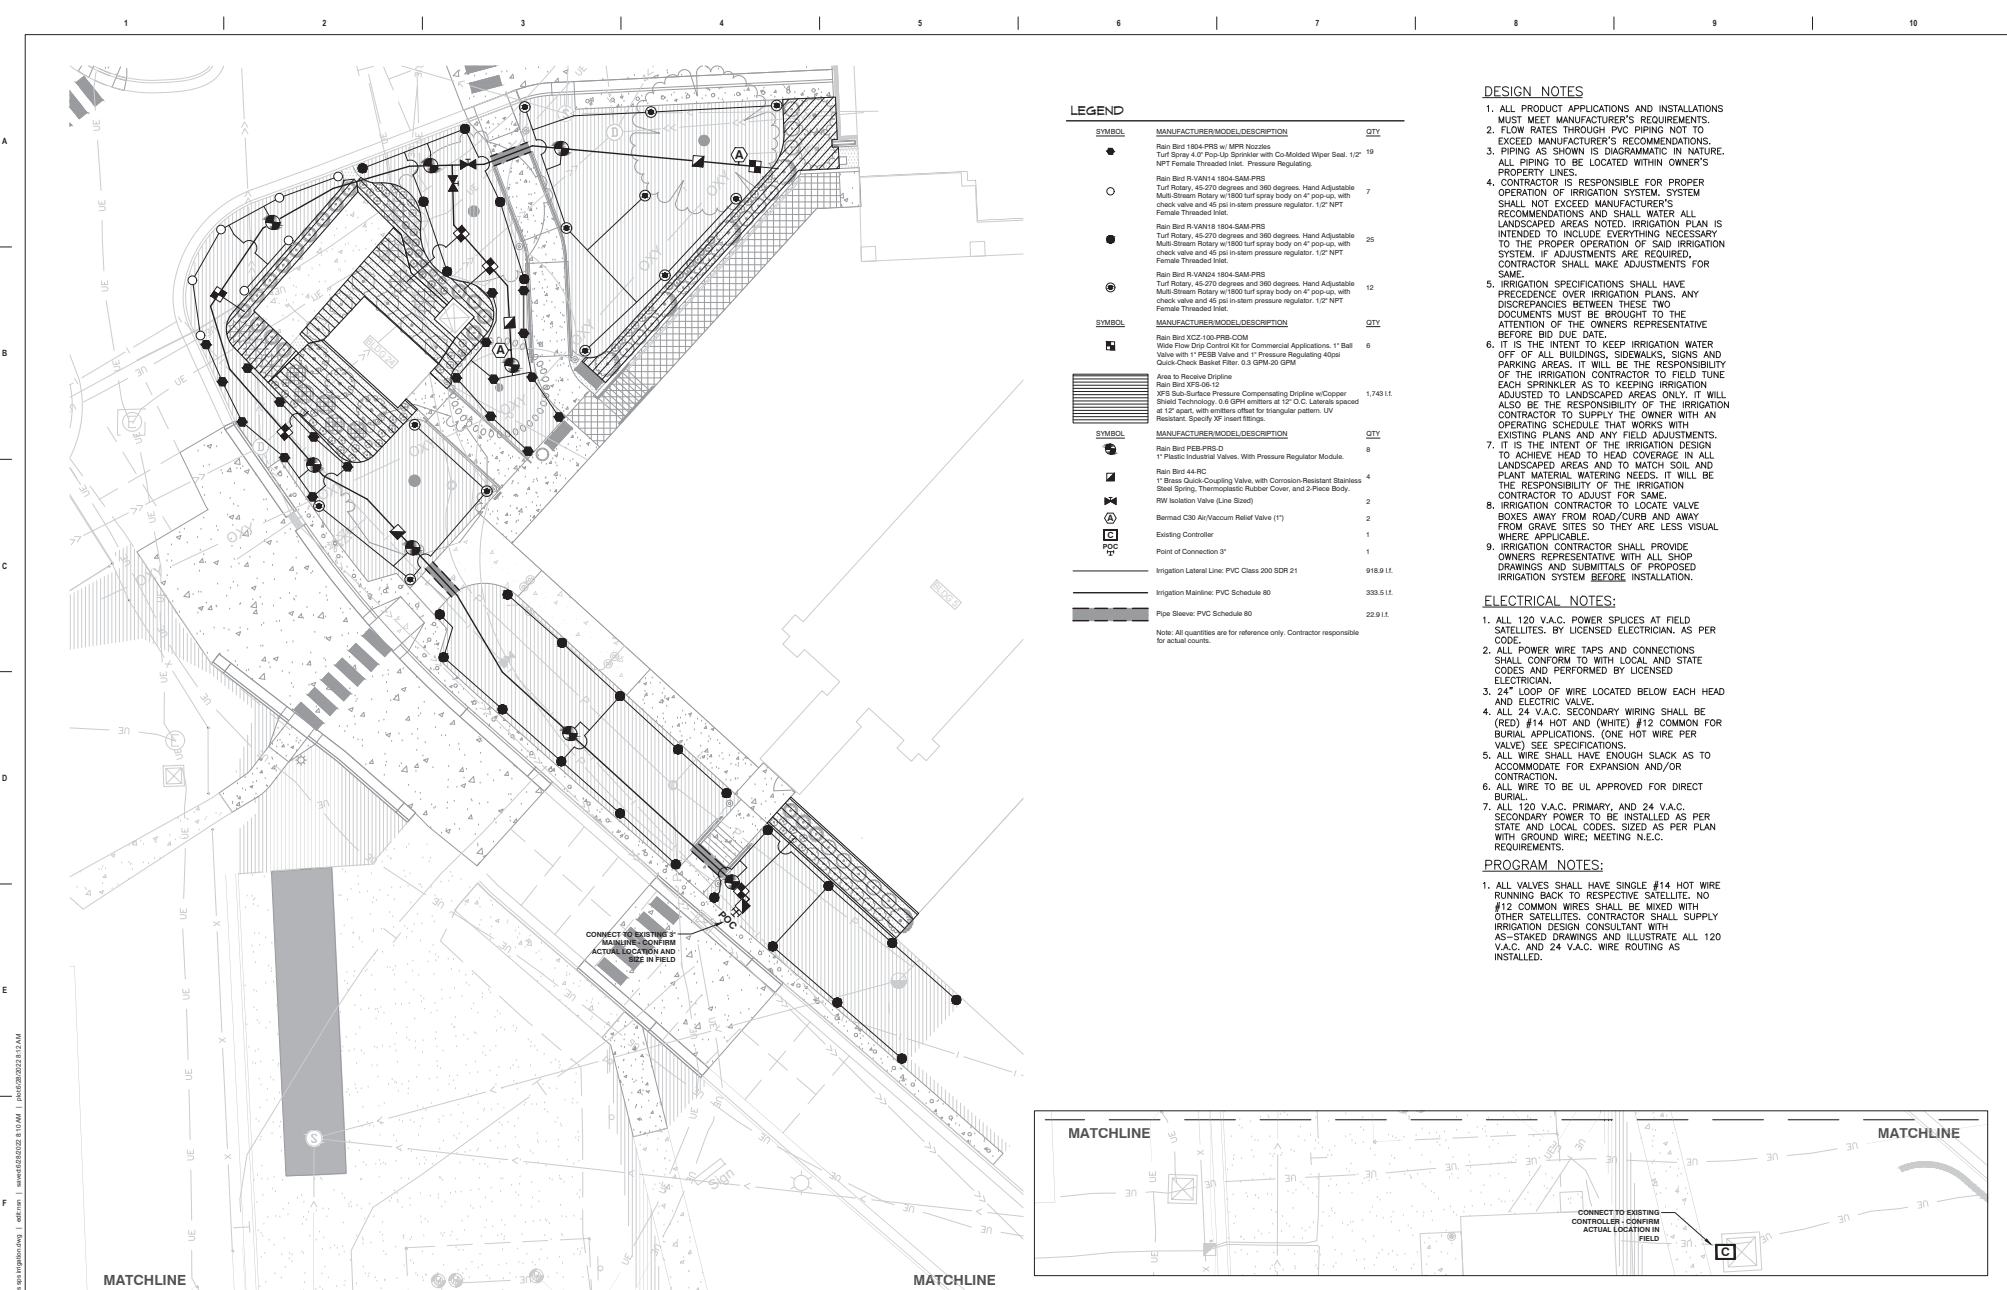 1 2 3 4 5 6 7 8 9 10
A
B
C
D
E
F
BLDG 24
BLDG 5
OXY
UE
Sign
CONNECT TO EXISTING 3"
MAINLINE - CONFIRM
ACTUAL LOCATION AND
SIZE IN FIELD
POC
MATCHLINE
MATCHLINE
LEGEND
SYMBOL MANUFACTURER/MODEL/DESCRIPTION QTY
Rain Bird 1804-PRS w/ MPR Nozzles
Turf Spray 4.0" Pop-Up Sprinkler with Co-Molded Wiper Seal. 1/2" 19
NPT Female Threaded Inlet. Pressure Regulating.
Rain Bird R-VAN14 1804-SAM-PRS
Turf Rotary, 45-270 degrees and 360 degrees. Hand Adjustable
Multi-Stream Rotary w/1800 turf spray body on 4" pop-up, with 7
check valve and 45 psi in-stem pressure regulator. 1/2" NPT
Female Threaded Inlet.
Rain Bird R-VAN18 1804-SAM-PRS
Turf Rotary, 45-270 degrees and 360 degrees. Hand Adjustable
Multi-Stream Rotary w/1800 turf spray body on 4" pop-up, with 25
check valve and 45 psi in-stem pressure regulator. 1/2" NPT
Female Threaded Inlet.
Rain Bird R-VAN24 1804-SAM-PRS
Turf Rotary, 45-270 degrees and 360 degrees. Hand Adjustable
Multi-Stream Rotary w/1800 turf spray body on 4" pop-up, with 12
check valve and 45 psi in-stem pressure regulator. 1/2" NPT
Female Threaded Inlet.
SYMBOL MANUFACTURER/MODEL/DESCRIPTION QTY
Rain Bird XCZ-100-PRB-COM
Wide Flow Drip Control Kit for Commercial Applications. 1" Ball 6
Valve with 1" PESB Valve and 1" Pressure Regulating 40psi
Quick-Check Basket Filter. 0.3 GPM-20 GPM
Area to Receive Dripline
Rain Bird XFS-06-12
XFS Sub-Surface Pressure Compensating Dripline w/Copper 1,743 l.f.
Shield Technology. 0.6 GPH emitters at 12" O.C. Laterals spaced
at 12" apart, with emitters offset for triangular pattern. UV
Resistant. Specify XF insert fittings.
SYMBOL MANUFACTURER/MODEL/DESCRIPTION QTY
Rain Bird PEB-PRS-D 8
1" Plastic Industrial Valves. With Pressure Regulator Module.
Rain Bird 44-RC
1" Brass Quick-Coupling Valve, with Corrosion-Resistant Stainless 4
Steel Spring, Thermoplastic Rubber Cover, and 2-Piece Body.
RW Isolation Valve (Line Sized) 2
A Bermad C30 Air/Vaccum Relief Valve (1") 2
C Existing Controller 1
POC Point of Connection 3" 1
Irrigation Lateral Line: PVC Class 200 SDR 21 918.9 l.f.
Irrigation Mainline: PVC Schedule 80 333.5 l.f.
Pipe Sleeve: PVC Schedule 80 22.9 l.f.
Note: All quantities are for reference only. Contractor responsible
for actual counts.
DESIGN NOTES
1. ALL PRODUCT APPLICATIONS AND INSTALLATIONS
MUST MEET MANUFACTURER'S REQUIREMENTS.
2. FLOW RATES THROUGH PVC PIPING NOT TO
EXCEED MANUFACTURER'S RECOMMENDATIONS.
3. PIPING AS SHOWN IS DIAGRAMMATIC IN NATURE.
ALL PIPING TO BE LOCATED WITHIN OWNER'S
PROPERTY LINES.
4. CONTRACTOR IS RESPONSIBLE FOR PROPER
OPERATION OF IRRIGATION SYSTEM. SYSTEM
SHALL NOT EXCEED MANUFACTURER'S
RECOMMENDATIONS AND SHALL WATER ALL
LANDSCAPED AREAS NOTED. IRRIGATION PLAN IS
INTENDED TO INCLUDE EVERYTHING NECESSARY
TO THE PROPER OPERATION OF SAID IRRIGATION
SYSTEM. IF ADJUSTMENTS ARE REQUIRED,
CONTRACTOR SHALL MAKE ADJUSTMENTS FOR
SAME.
5. IRRIGATION SPECIFICATIONS SHALL HAVE
PRECEDENCE OVER IRRIGATION PLANS. ANY
DISCREPANCIES BETWEEN THESE TWO
DOCUMENTS MUST BE BROUGHT TO THE
ATTENTION OF THE OWNERS REPRESENTATIVE
BEFORE BID DUE DATE.
6. IT IS THE INTENT TO KEEP IRRIGATION WATER
OFF OF ALL BUILDINGS, SIDEWALKS, SIGNS AND
PARKING AREAS. IT WILL BE THE RESPONSIBILITY
OF THE IRRIGATION CONTRACTOR TO FIELD TUNE
EACH SPRINKLER AS TO KEEPING IRRIGATION
ADJUSTED TO LANDSCAPED AREAS ONLY. IT WILL
ALSO BE THE RESPONSIBILITY OF THE IRRIGATION
CONTRACTOR TO SUPPLY THE OWNER WITH AN
OPERATING SCHEDULE THAT WORKS WITH
EXISTING PLANS AND ANY FIELD ADJUSTMENTS.
7. IT IS THE INTENT OF THE IRRIGATION DESIGN
TO ACHIEVE HEAD TO HEAD COVERAGE IN ALL
LANDSCAPED AREAS AND TO MATCH SOIL AND
PLANT MATERIAL WATERING NEEDS. IT WILL BE
THE RESPONSIBILITY OF THE IRRIGATION
CONTRACTOR TO ADJUST FOR SAME.
8. IRRIGATION CONTRACTOR TO LOCATE VALVE
BOXES AWAY FROM ROAD/CURB AND AWAY
FROM GRAVE SITES SO THEY ARE LESS VISUAL
WHERE APPLICABLE.
9. IRRIGATION CONTRACTOR SHALL PROVIDE
OWNERS REPRESENTATIVE WITH ALL SHOP
DRAWINGS AND SUBMITTALS OF PROPOSED
IRRIGATION SYSTEM BEFORE INSTALLATION.
ELECTRICAL NOTES:
1. ALL 120 V.A.C. POWER SPLICES AT FIELD
SATELLITES. BY LICENSED ELECTRICIAN. AS PER
CODE.
2. ALL POWER WIRE TAPS AND CONNECTIONS
SHALL CONFORM TO WITH LOCAL AND STATE
CODES AND PERFORMED BY LICENSED
ELECTRICIAN.
3. 24" LOOP OF WIRE LOCATED BELOW EACH HEAD
AND ELECTRIC VALVE.
4. ALL 24 V.A.C. SECONDARY WIRING SHALL BE
(RED) #14 HOT AND (WHITE) #12 COMMON FOR
BURIAL APPLICATIONS. (ONE HOT WIRE PER
VALVE) SEE SPECIFICATIONS.
5. ALL WIRE SHALL HAVE ENOUGH SLACK AS TO
ACCOMMODATE FOR EXPANSION AND/OR
CONTRACTION.
6. ALL WIRE TO BE UL APPROVED FOR DIRECT
BURIAL.
7. ALL 120 V.A.C. PRIMARY, AND 24 V.A.C.
SECONDARY POWER TO BE INSTALLED AS PER
STATE AND LOCAL CODES. SIZED AS PER PLAN
WITH GROUND WIRE; MEETING N.E.C.
REQUIREMENTS.
PROGRAM NOTES:
1. ALL VALVES SHALL HAVE SINGLE #14 HOT WIRE
RUNNING BACK TO RESPECTIVE SATELLITE. NO
#12 COMMON WIRES SHALL BE MIXED WITH
OTHER SATELLITES. CONTRACTOR SHALL SUPPLY
IRRIGATION DESIGN CONSULTANT WITH
AS-STAKED DRAWINGS AND ILLUSTRATE ALL 120
V.A.C. AND 24 V.A.C. WIRE ROUTING AS
INSTALLED.
MATCHLINE
MATCHLINE
CONNECT TO EXISTING
CONTROLLER - CONFIRM
ACTUAL LOCATION IN
FIELD
C